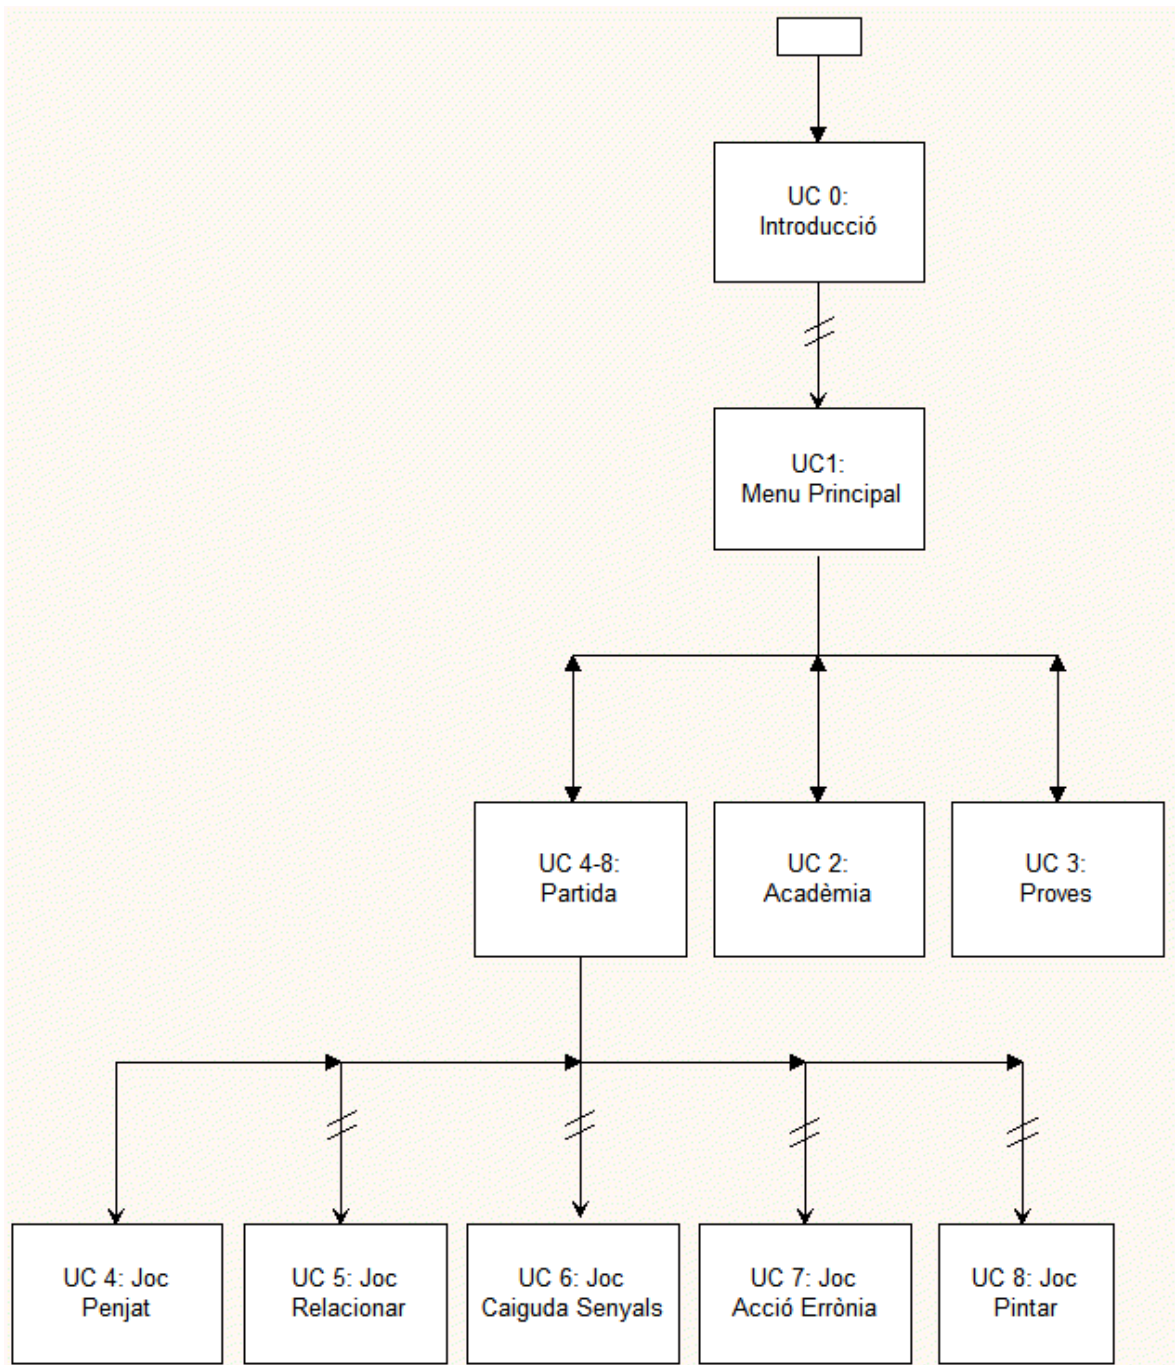 UC 0:
Introducció
UC1:
Menu Principal
UC 4-8:
Partida
UC 2:
Acadèmia
UC 3:
Proves
UC 4: Joc
Penjat
UC 5: Joc
Relacionar
UC 6: Joc
Caiguda Senyals
UC 7: Joc
Acció Errònia
UC 8: Joc
Pintar